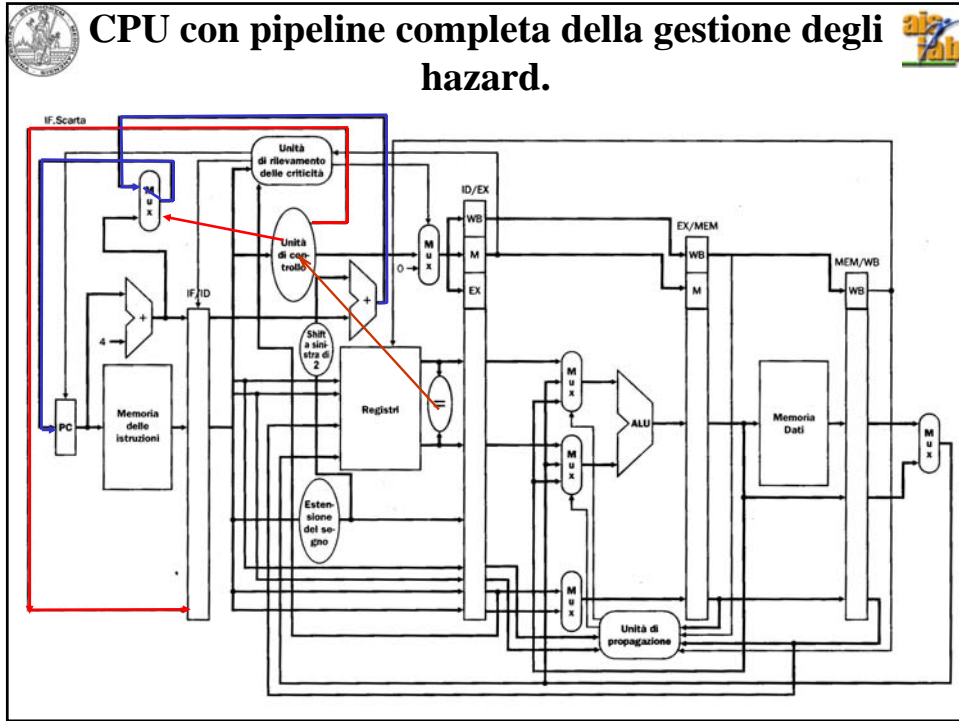 CPU con pipeline completa della gestione degli
hazard.
IF.Scarta
Unità
di rilevamento
delle criticità
M
u
x
ID/EX
WB
M
EX
Unità
di con-
trollo
M
u
x
0
EX/MEM
WB
M
MEM/WB
WB
IF/ID
+
4
+
Shift
a sini-
stra di
2
PC
Memoria
delle
istruzioni
Registri
=
M
u
x
M
u
x
ALU
Memoria
Dati
M
u
x
Esten-
sione
del se-
gno
M
u
x
Unità di
propagazione